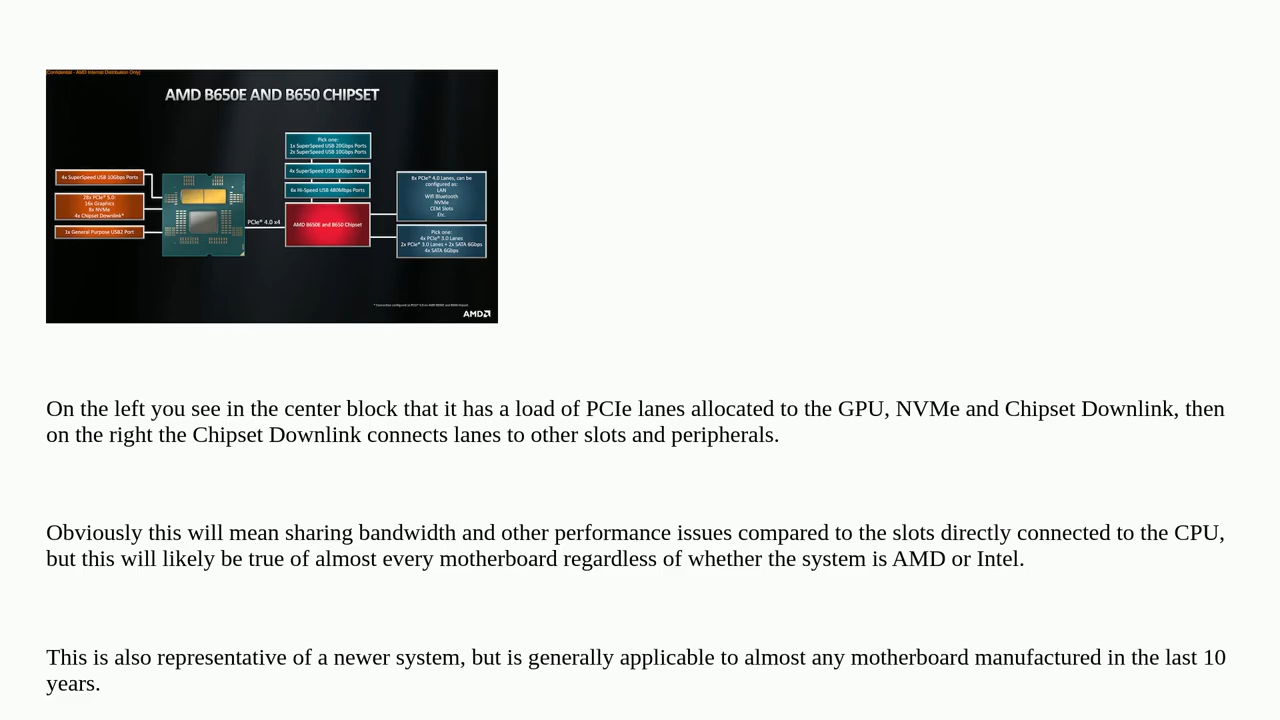 [Confidential - AMD Internal Distribution Only]
AMD B650E AND B650 CHIPSET
Pick one:
1x SuperSpeed USB 20Gbps Ports
2x SuperSpeed USB 10Gbps Ports
4x SuperSpeed USB 10Gbps Ports
6x Hi-Speed USB 480Mbps Ports
4x SuperSpeed USB 10Gbps Ports
28x PCIe® 5.0:
16x Graphics
8x NVMe
4x Chipset Downlink*
1x General Purpose USB2 Port
PCIe® 4.0 x4
AMD B650E and B650 Chipset
8x PCIe® 4.0 Lanes, can be
configured as:
LAN
Wifi Bluetooth
NVMe
CEM Slots
Etc.
Pick one:
4x PCIe® 3.0 Lanes
2x PCIe® 3.0 Lanes + 2x SATA 6Gbps
4x SATA 6Gbps
AMD
On the left you see in the center block that it has a load of PCIe lanes allocated to the GPU, NVMe and Chipset Downlink, then
on the right the Chipset Downlink connects lanes to other slots and peripherals.
Obviously this will mean sharing bandwidth and other performance issues compared to the slots directly connected to the CPU,
but this will likely be true of almost every motherboard regardless of whether the system is AMD or Intel.
This is also representative of a newer system, but is generally applicable to almost any motherboard manufactured in the last 10
years.